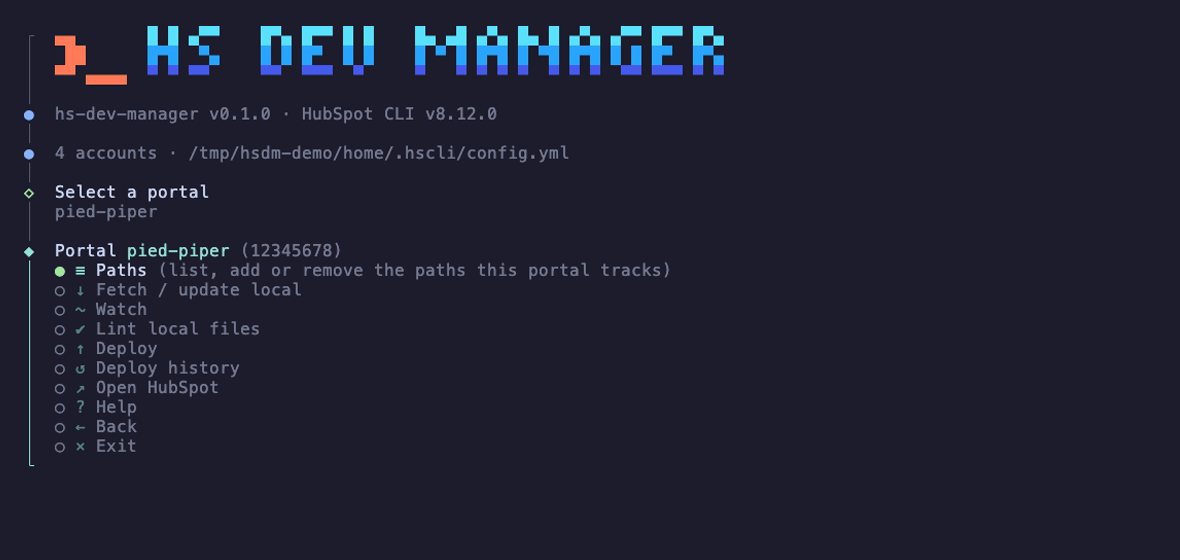 ❯_ HS DEV MANAGER
hs-dev-manager v0.1.0 · HubSpot CLI v8.12.0
4 accounts · /tmp/hsdm-demo/home/.hscli/config.yml
Select a portal
pied-piper
Portal pied-piper (12345678)
● ≡ Paths (list, add or remove the paths this portal tracks)
○ ↓ Fetch / update local
○ ~ Watch
○ ✔ Lint local files
○ ↑ Deploy
○ ↺ Deploy history
○ ↗ Open HubSpot
○ ? Help
○ ← Back
○ × Exit